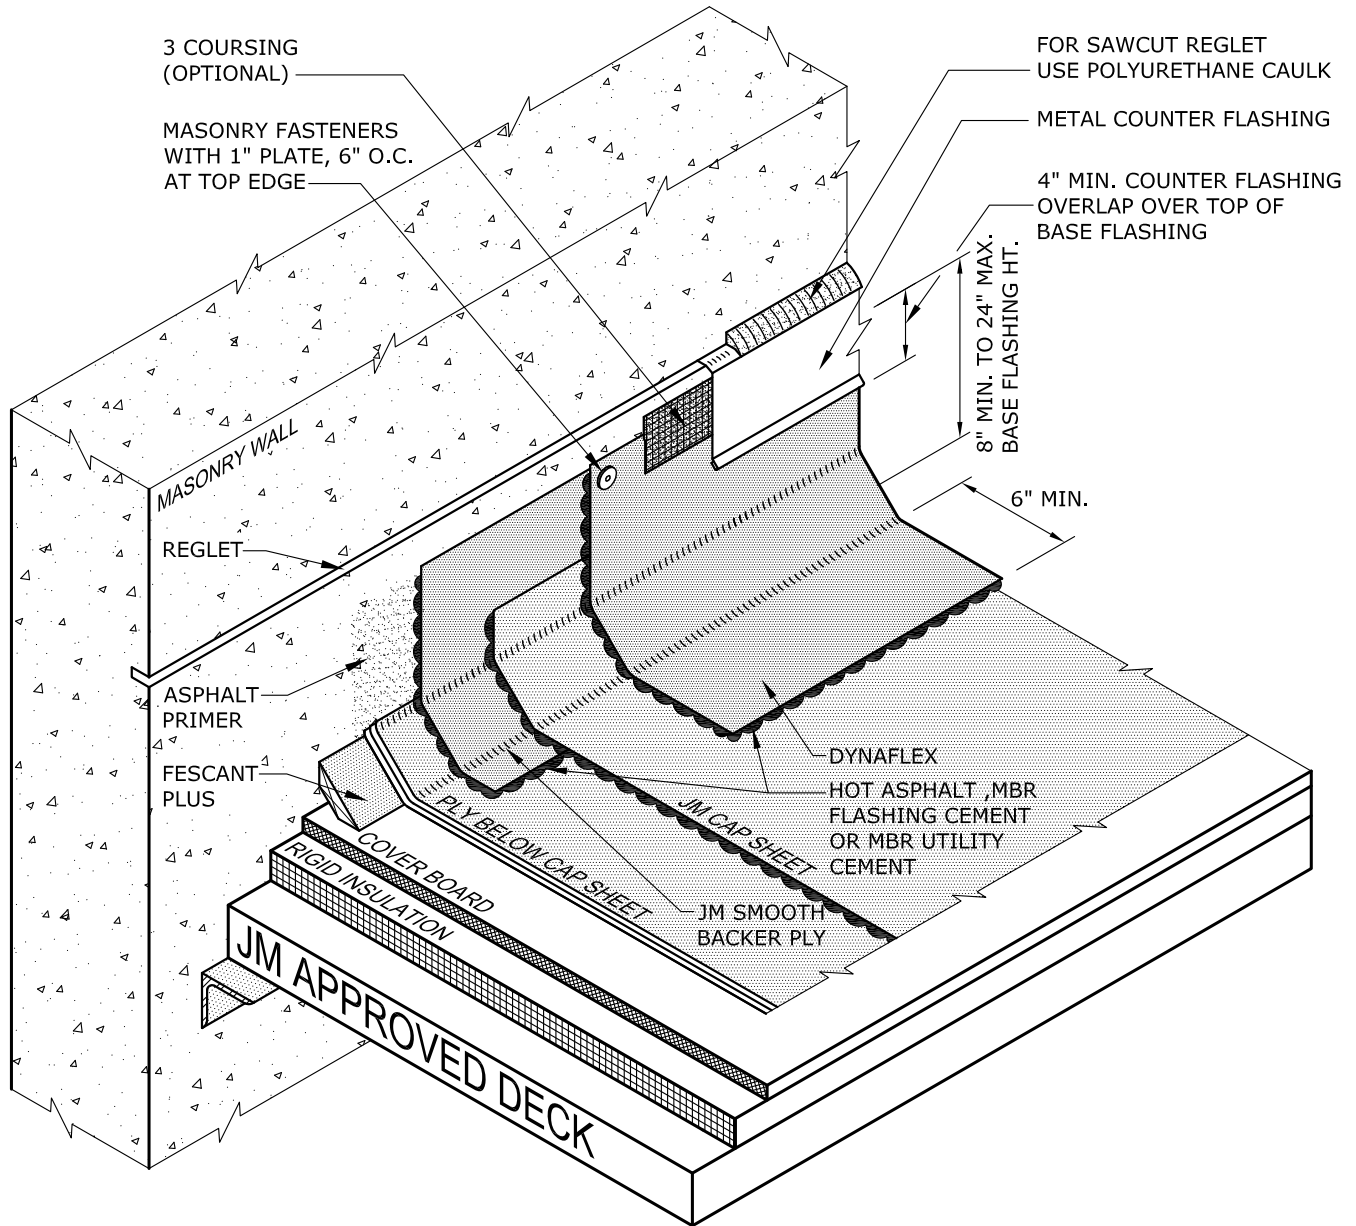 3 COURSING
(OPTIONAL)
MASONRY FASTENERS
WITH 1" PLATE, 6" O.C.
AT TOP EDGE
FOR SAWCUT REGLET
USE POLYURETHANE CAULK
METAL COUNTER FLASHING
4" MIN. COUNTER FLASHING
OVERLAP OVER TOP OF
BASE FLASHING
8" MIN. TO 24" MAX.
BASE FLASHING HT.
6" MIN.
MASONRY WALL
REGLET
ASPHALT
PRIMER
FESCANT
PLUS
DYNAFLEX
HOT ASPHALT ,MBR
FLASHING CEMENT
OR MBR UTILITY
CEMENT
JM CAP SHEET
PLY BELOW CAP SHEET
JM SMOOTH
BACKER PLY
COVER BOARD
RIGID INSULATION
JM APPROVED DECK